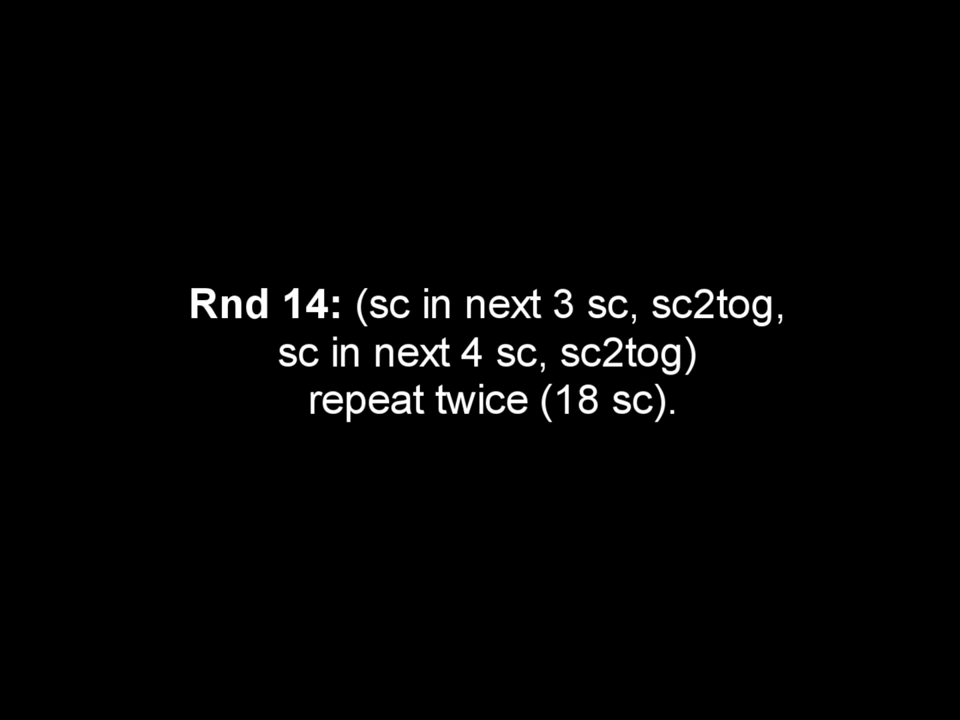 Rnd 14: (sc in next 3 sc, sc2tog,
sc in next 4 sc, sc2tog)
repeat twice (18 sc).